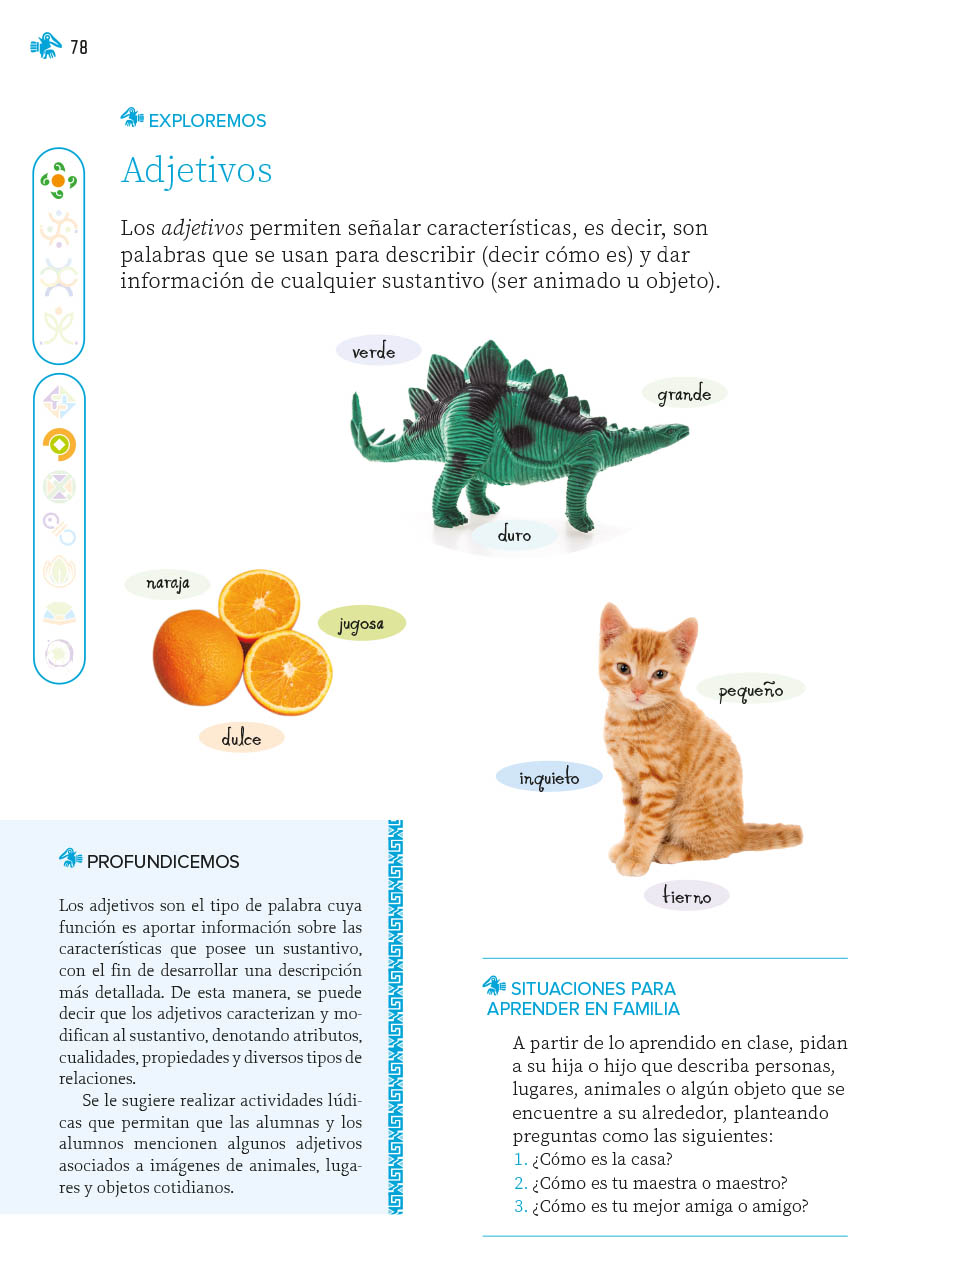 78
EXPLOREMOS
Adjetivos
Los adjetivos permiten señalar características, es decir, son
palabras que se usan para describir (decir cómo es) y dar
información de cualquier sustantivo (ser animado u objeto).
verde
grande
duro
naraja
jugosa
dulce
pequeño
inquieto
tierno
PROFUNDICEMOS
Los adjetivos son el tipo de palabra cuya
función es aportar información sobre las
características que posee un sustantivo,
con el fin de desarrollar una descripción
más detallada. De esta manera, se puede
decir que los adjetivos caracterizan y mo-
difican al sustantivo, denotando atributos,
cualidades, propiedades y diversos tipos de
relaciones.
Se le sugiere realizar actividades lúdi-
cas que permitan que las alumnas y los
alumnos mencionen algunos adjetivos
asociados a imágenes de animales, luga-
res y objetos cotidianos.
SITUACIONES PARA
APRENDER EN FAMILIA
A partir de lo aprendido en clase, pidan
a su hija o hijo que describa personas,
lugares, animales o algún objeto que se
encuentre a su alrededor, planteando
preguntas como las siguientes:
1. ¿Cómo es la casa?
2. ¿Cómo es tu maestra o maestro?
3. ¿Cómo es tu mejor amiga o amigo?